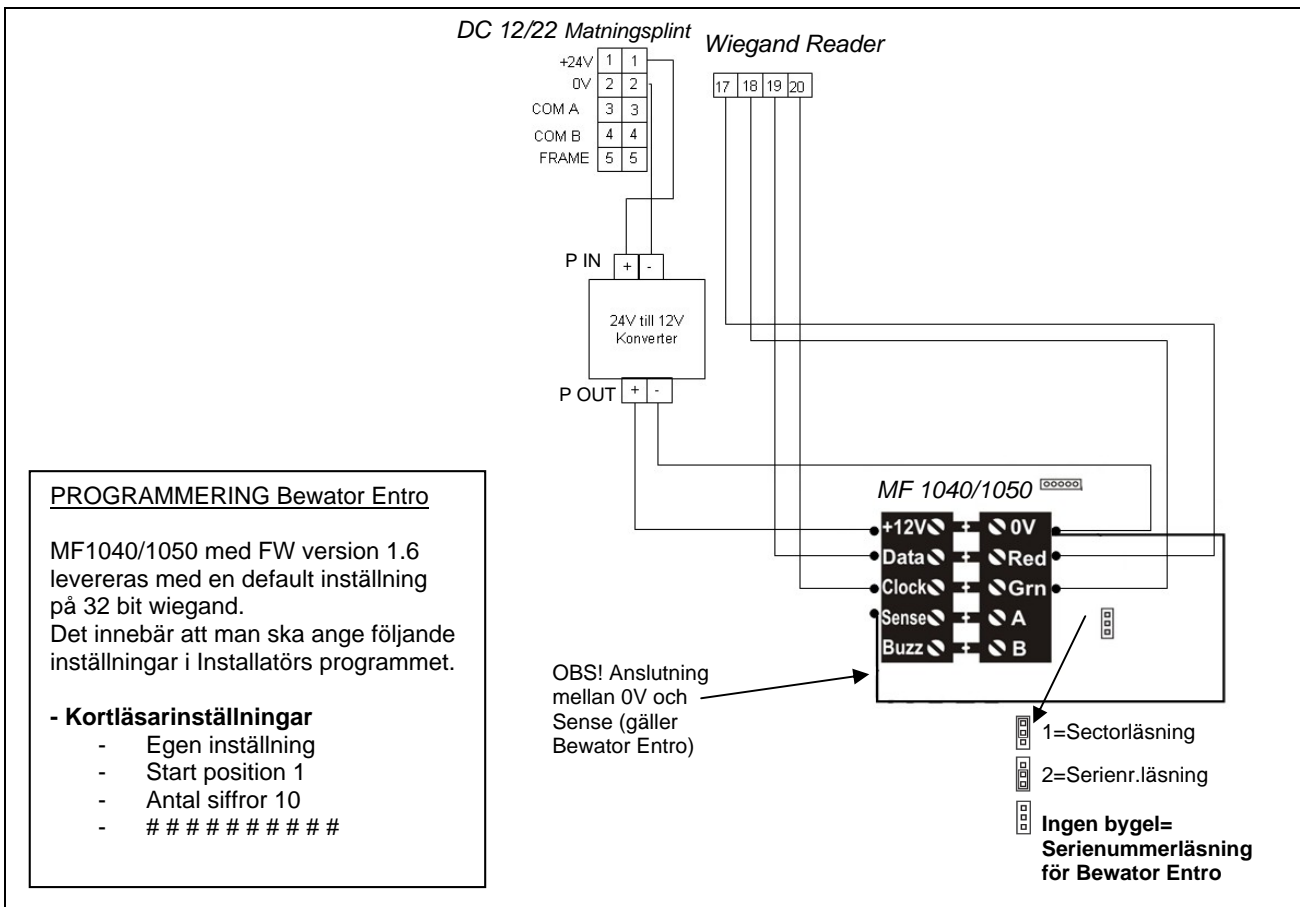 DC 12/22 Matningsplint
Wiegand Reader
+24V 1 1
0V 2 2
COM A 3 3
COM B 4 4
FRAME 5 5
17 18 19 20
P IN + -
24V till 12V
Konverter
P OUT + -
MF 1040/1050
+12V 0V
Data Red
Clock Grn
Sense A
Buzz B
PROGRAMMERING Bewator Entro
MF1040/1050 med FW version 1.6
levereras med en default inställning
på 32 bit wiegand.
Det innebär att man ska ange följande
inställningar i Installatörs programmet.
- Kortläsarinställningar
- Egen inställning
- Start position 1
- Antal siffror 10
- # # # # # # # # # #
OBS! Anslutning
mellan 0V och
Sense (gäller
Bewator Entro)
1=Sectorläsning
2=Serienr.läsning
Ingen bygel=
Serienummerläsning
för Bewator Entro